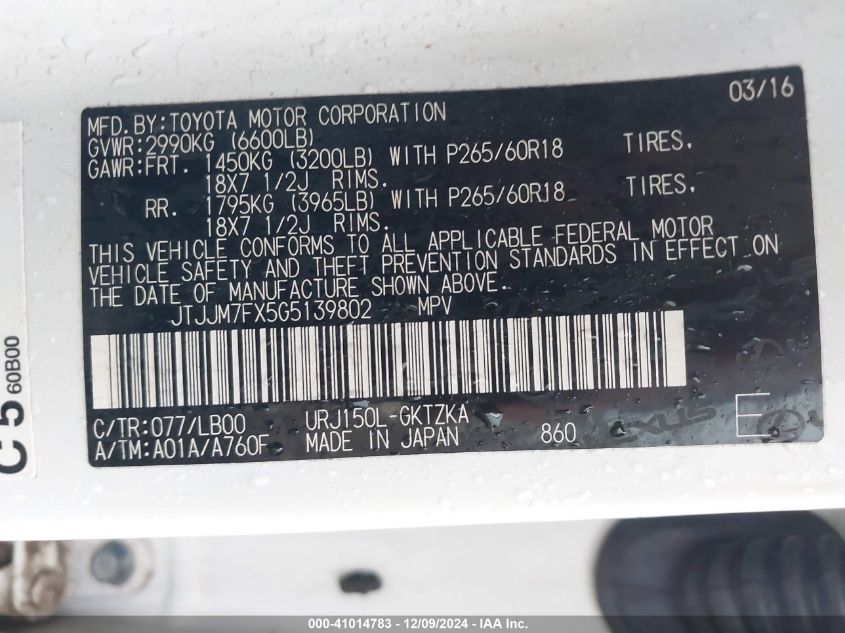 03/16
MFD.BY:TOYOTA MOTOR CORPORATION
GVWR:2990KG (6600LB)
GAWR:FRT. 1450KG (3200LB) WITH P265/60R18 TIRES,
18X7 1/2J RIMS.
RR. 1795KG (3965LB) WITH P265/60R18 TIRES,
18X7 1/2J RIMS.
THIS VEHICLE CONFORMS TO ALL APPLICABLE FEDERAL MOTOR
VEHICLE SAFETY AND THEFT PREVENTION STANDARDS IN EFFECT ON
THE DATE OF MANUFACTURE SHOWN ABOVE.
JTJJM7FX5G5139802 MPV
C/TR:077/LB00 URJ150L-GKTZKA
A/TM:A01A/A760F MADE IN JAPAN 860
E
LEXUS
C 5 60B00
000-41014783 - 12/09/2024 - IAA Inc.